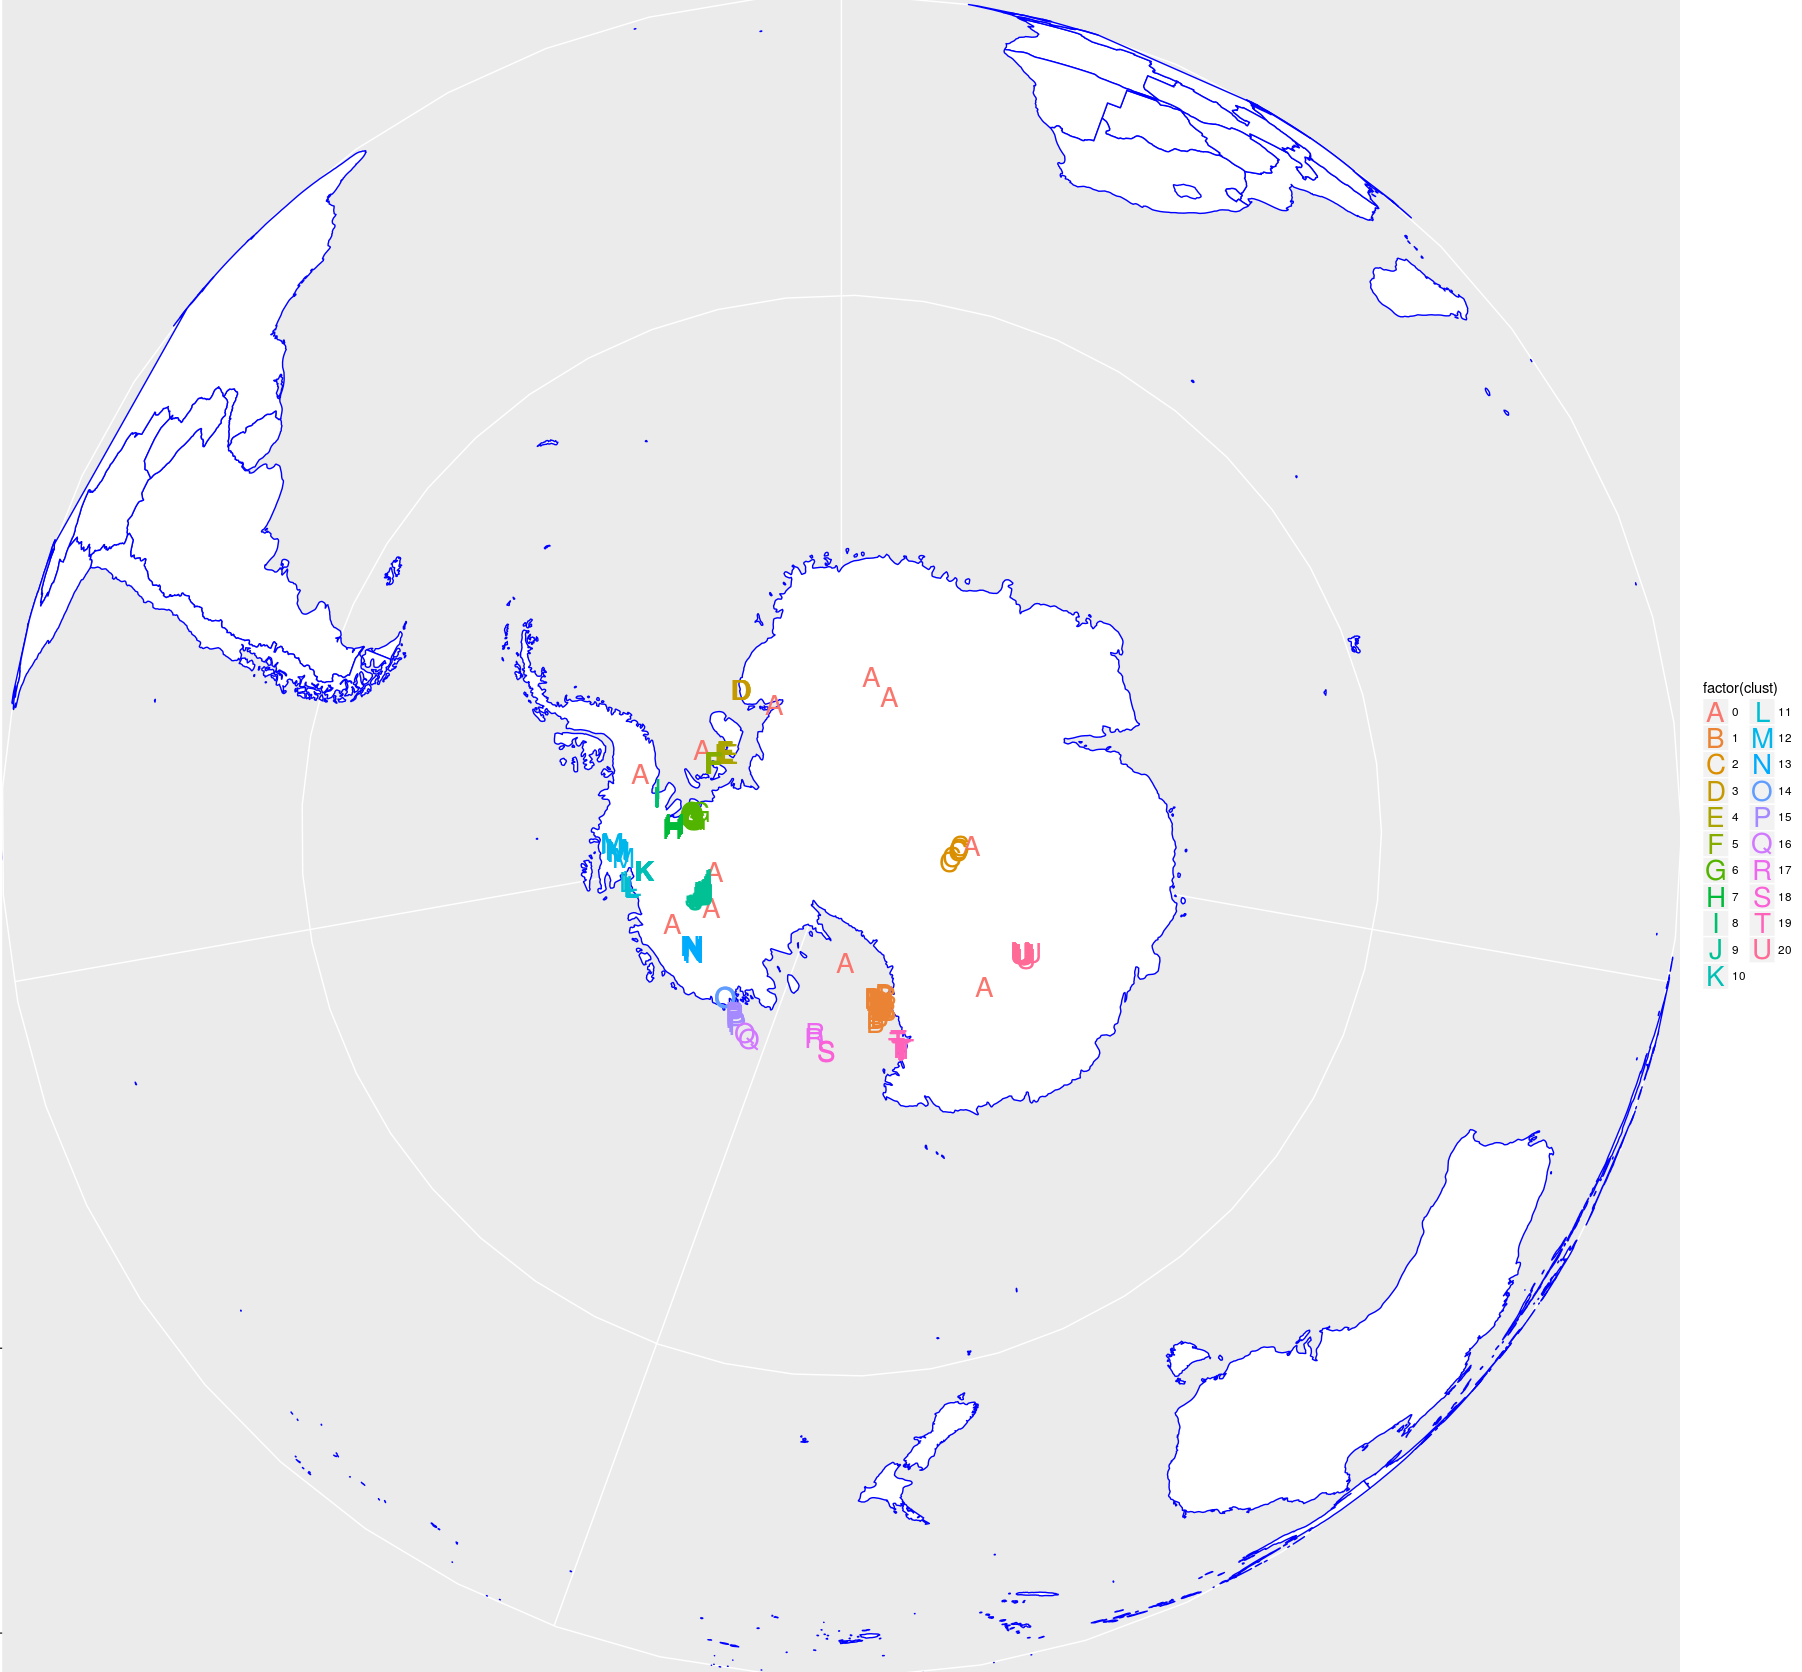 factor(clust)
A 0 L 11
B 1 M 12
C 2 N 13
D 3 O 14
E 4 P 15
F 5 Q 16
G 6 R 17
H 7 S 18
I 8 T 19
J 9 U 20
K 10
A
A
D
A
A
E
F
A
I
G
H
M
M
M
C
C
C
C
A
K
A
L
J
A
A
N
U
U
A
A
O
B
P
Q
Q
R
R
S
T